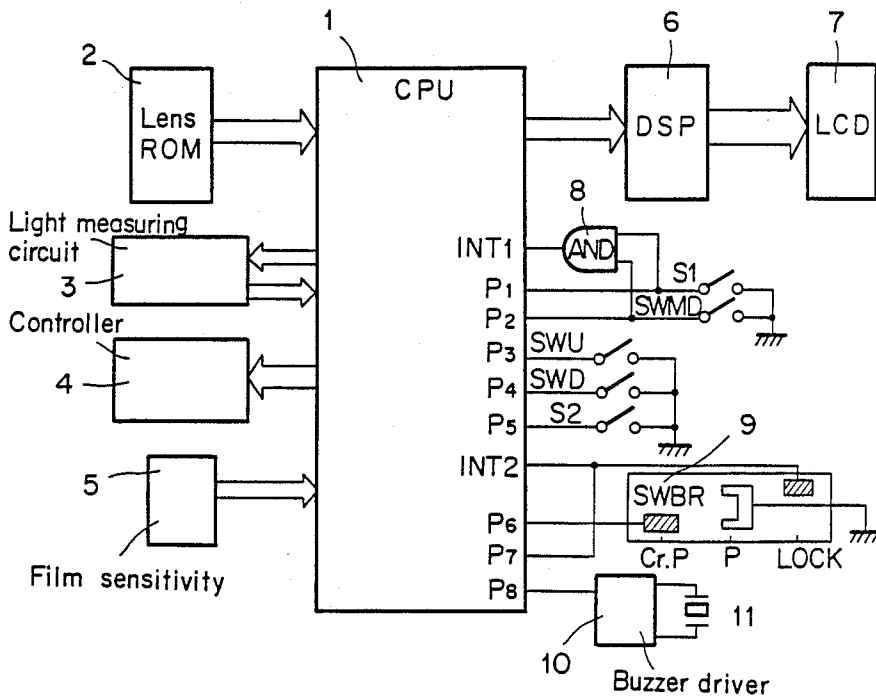 1
2
6
7
CPU
Lens
ROM
DSP
LCD
8
Light measuring
circuit
3
INT1
AND
P1
S1
P2
SWMD
Controller
4
P3
SWU
P4
SWD
P5
S2
9
5
INT2
SWBR
P6
P7
Cr.P
P
LOCK
Film sensitivity
P8
11
10
Buzzer driver